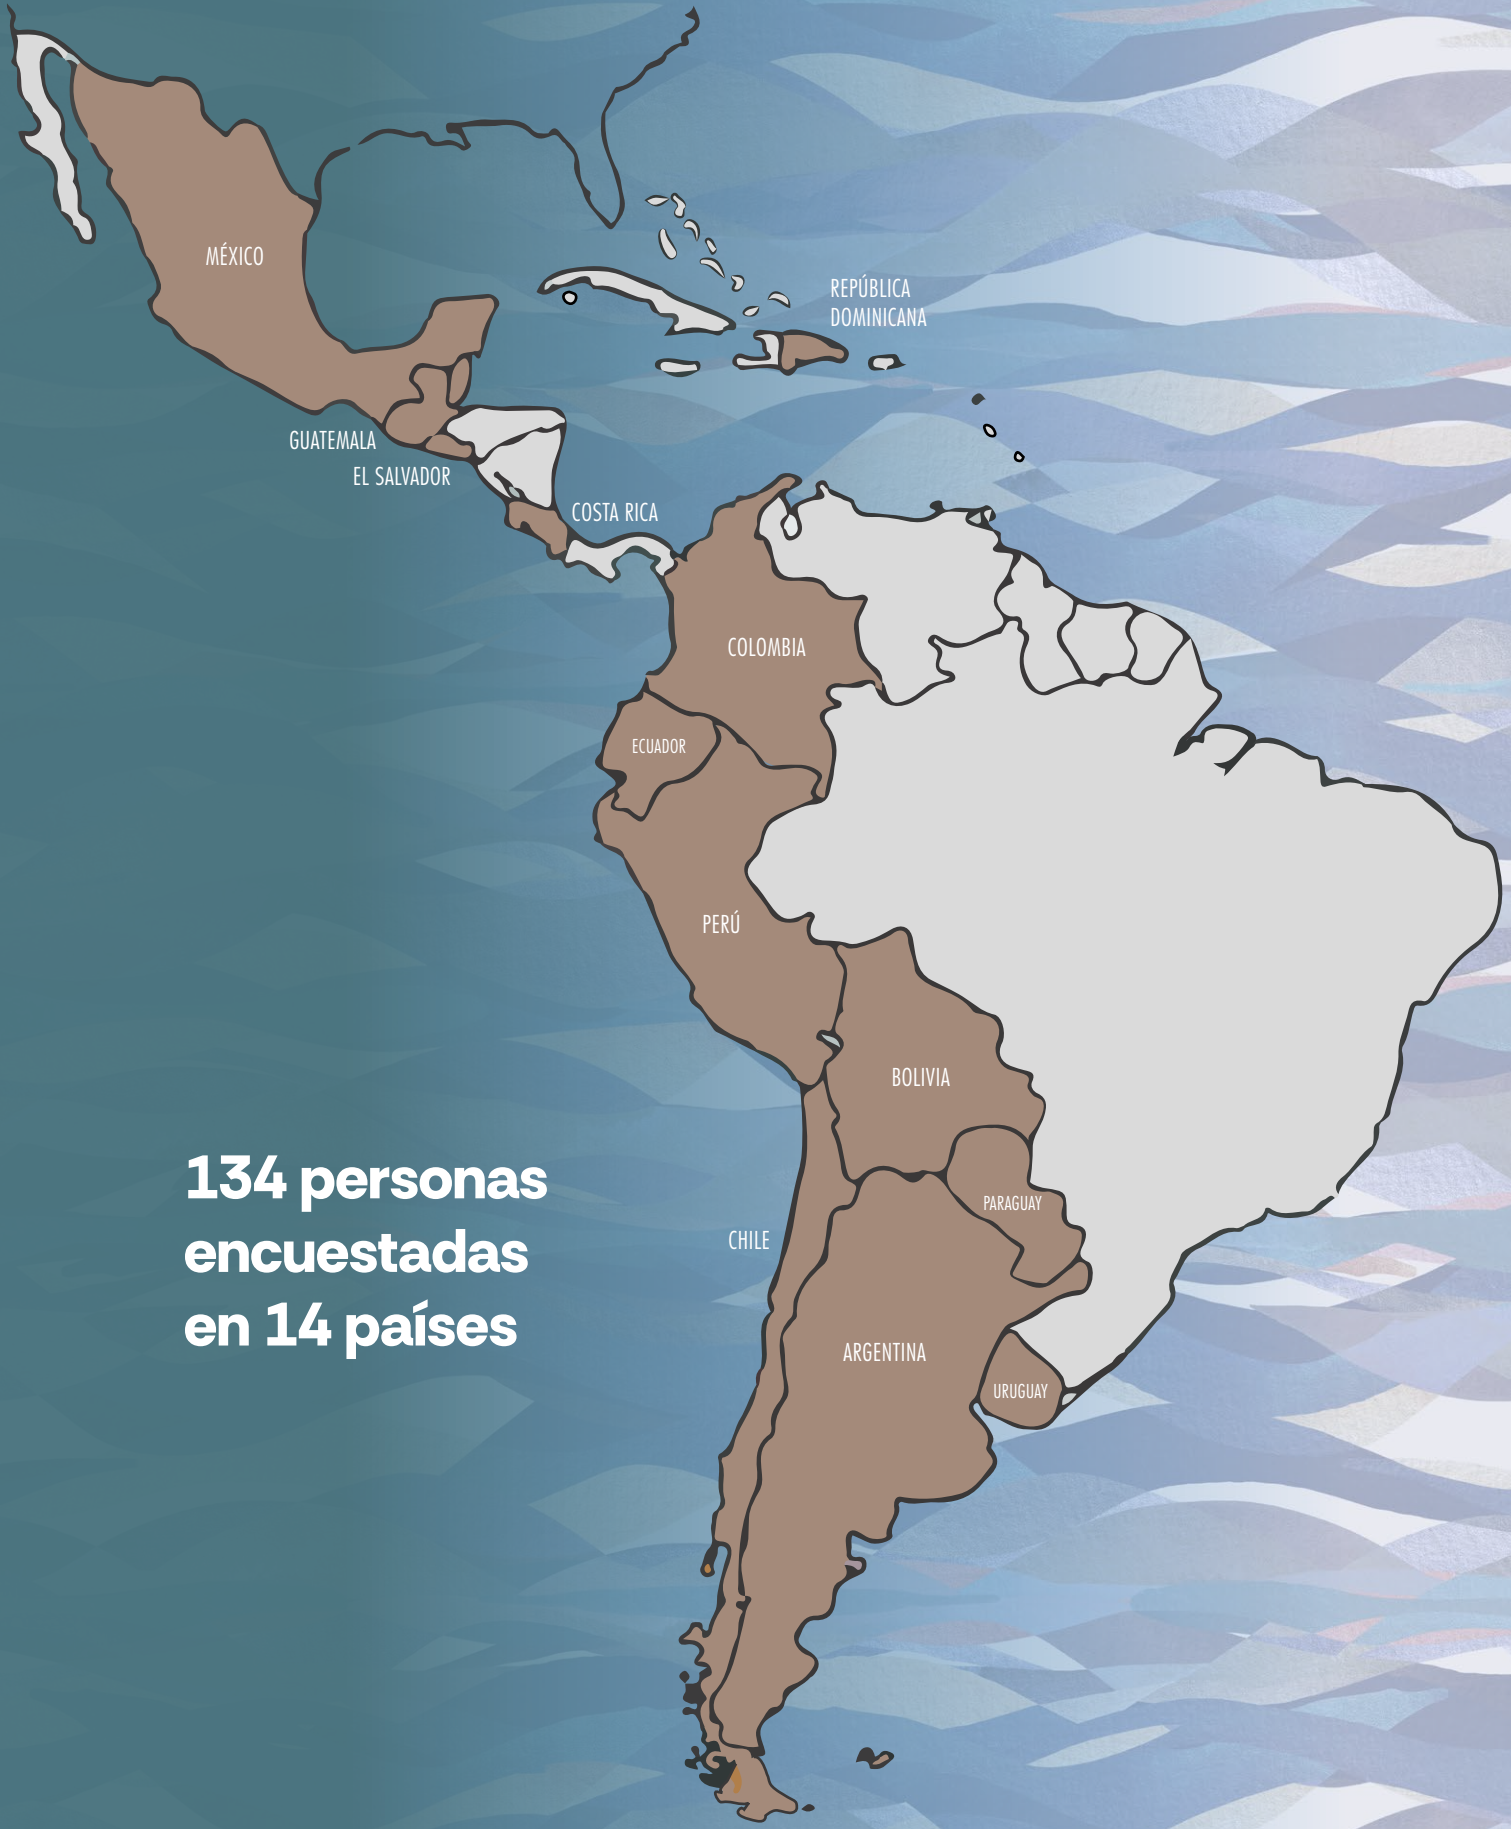 MÉXICO
REPÚBLICA
DOMINICANA
GUATEMALA
EL SALVADOR
COSTA RICA
COLOMBIA
ECUADOR
PERÚ
BOLIVIA
134 personas
encuestadas
en 14 países
PARAGUAY
CHILE
ARGENTINA
URUGUAY